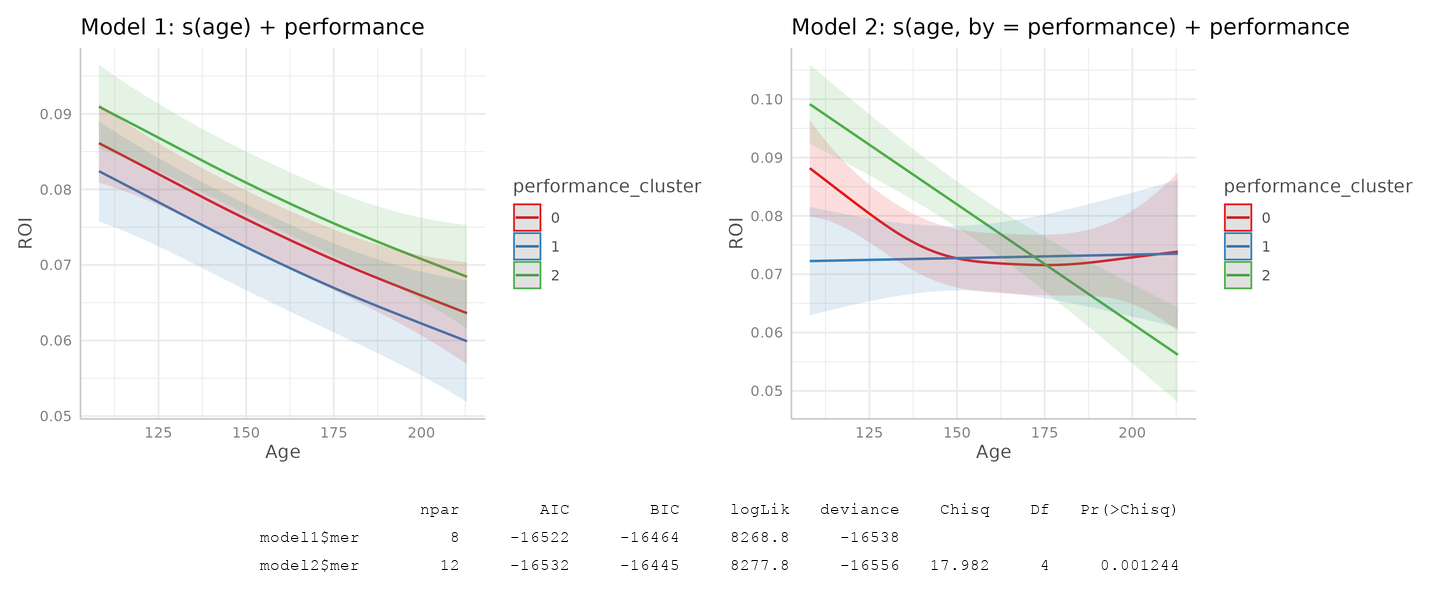 Model 1: s(age) + performance
0.09
0.08
0.07
0.06
0.05
ROI
125 150 175 200
Age
performance_cluster
0
1
2
Model 2: s(age, by = performance) + performance
0.10
0.09
0.08
0.07
0.06
0.05
ROI
125 150 175 200
Age
performance_cluster
0
1
2
npar AIC BIC logLik deviance Chisq Df Pr(>Chisq)
model1$mer 8 -16522 -16464 8268.8 -16538
model2$mer 12 -16532 -16445 8277.8 -16556 17.982 4 0.001244